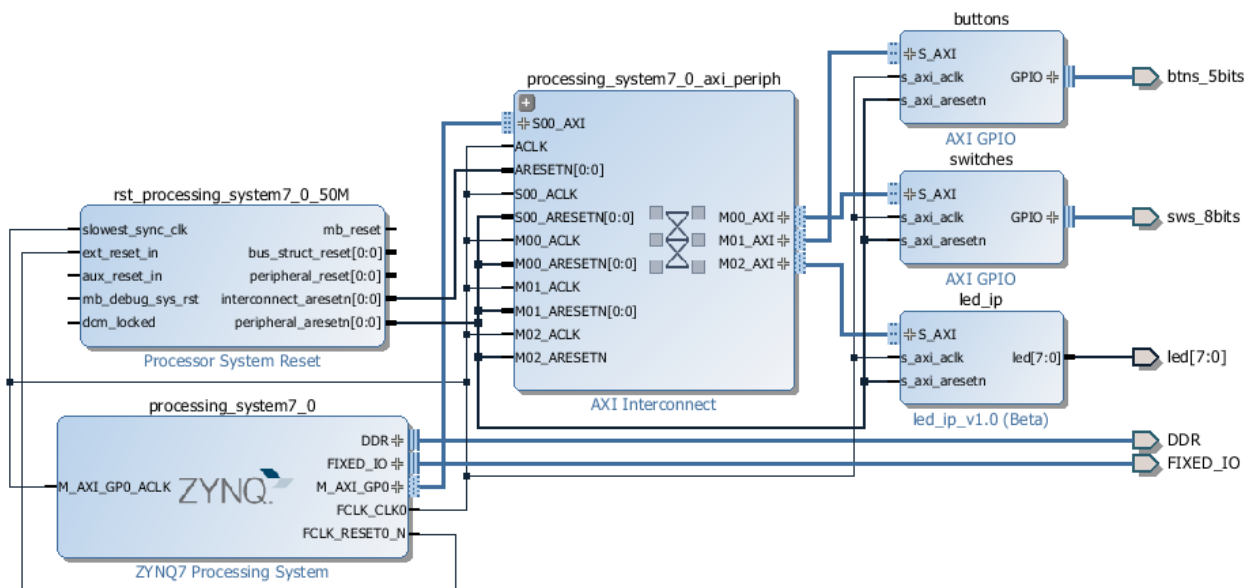 rst_processing_system7_0_50M
slowest_sync_clk
ext_reset_in
aux_reset_in
mb_debug_sys_rst
dcm_locked
mb_reset
bus_struct_reset[0:0]
peripheral_reset[0:0]
interconnect_aresetn[0:0]
peripheral_aresetn[0:0]
Processor System Reset
processing_system7_0
M_AXI_GP0_ACLK
ZYNQ
DDR
FIXED_IO
M_AXI_GP0
FCLK_CLK0
FCLK_RESET0_N
ZYNQ7 Processing System
processing_system7_0_axi_periph
S00_AXI
ACLK
ARESETN[0:0]
S00_ACLK
S00_ARESETN[0:0]
M00_ACLK
M00_ARESETN[0:0]
M01_ACLK
M01_ARESETN[0:0]
M02_ACLK
M02_ARESETN
M00_AXI
M01_AXI
M02_AXI
AXI Interconnect
buttons
S_AXI
s_axi_aclk
s_axi_aresetn
GPIO
AXI GPIO
switches
S_AXI
s_axi_aclk
s_axi_aresetn
GPIO
AXI GPIO
led_ip
S_AXI
s_axi_aclk
s_axi_aresetn
led[7:0]
led_ip_v1.0 (Beta)
btns_5bits
sws_8bits
led[7:0]
DDR
FIXED_IO